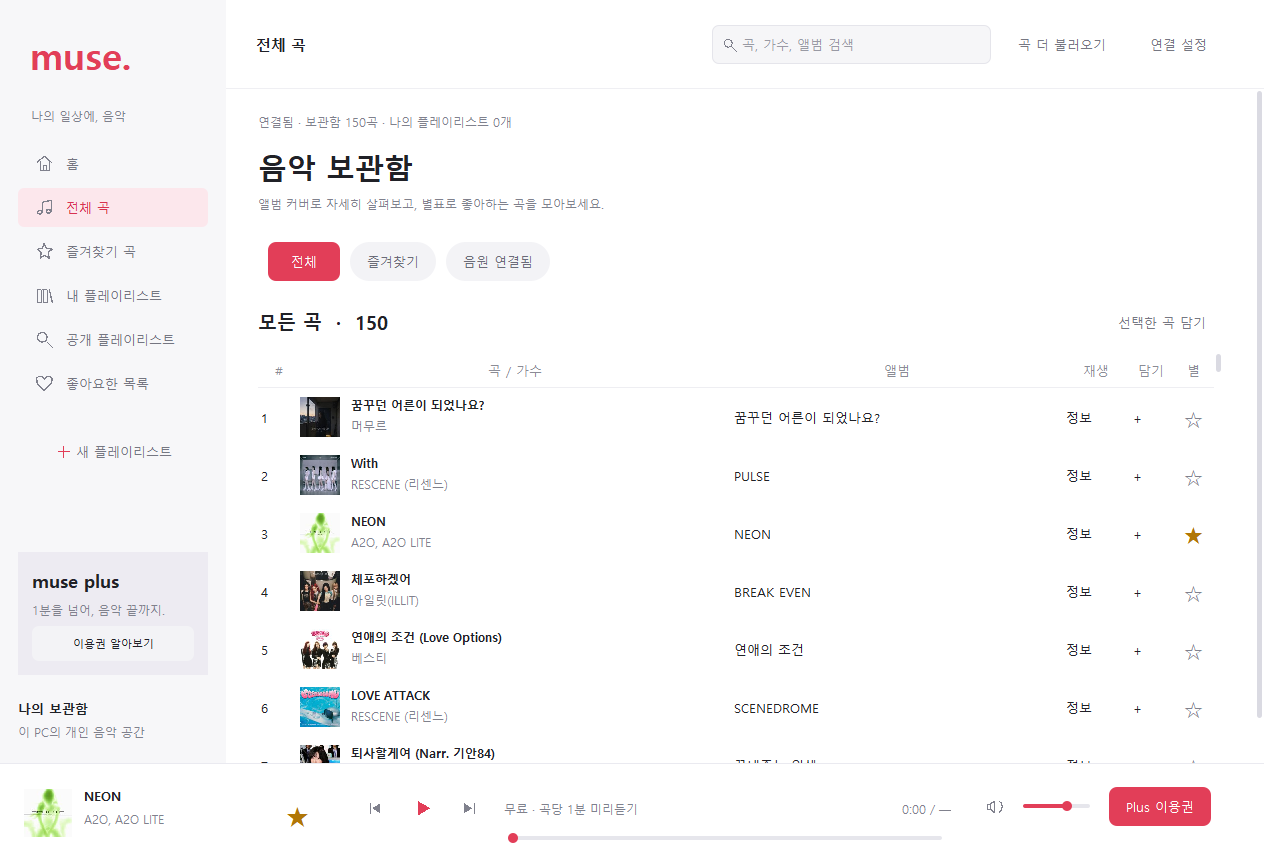 muse.
나의 일상에, 음악
홈
전체 곡
즐겨찾기 곡
내 플레이리스트
공개 플레이리스트
좋아요한 목록
+ 새 플레이리스트
muse plus
1분을 넘어, 음악 끝까지.
이용권 알아보기
나의 보관함
이 PC의 개인 음악 공간
전체 곡
곡, 가수, 앨범 검색
곡 더 불러오기
연결 설정
연결됨 · 보관함 150곡 · 나의 플레이리스트 0개
음악 보관함
앨범 커버로 자세히 살펴보고, 별표로 좋아하는 곡을 모아보세요.
전체
즐겨찾기
음원 연결됨
모든 곡 · 150
선택한 곡 담기
# 곡 / 가수 앨범 재생 담기 별
1 꿈꾸던 어른이 되었나요? 꿈꾸던 어른이 되었나요? 정보 + ☆
머무르
2 With PULSE 정보 + ☆
RESCENE (리센느)
3 NEON NEON 정보 + ★
A2O, A2O LITE
4 체포하겠어 BREAK EVEN 정보 + ☆
아일릿(ILLIT)
5 연애의 조건 (Love Options) 연애의 조건 정보 + ☆
베스티
6 LOVE ATTACK SCENEDROME 정보 + ☆
RESCENE (리센느)
퇴사할게여 (Narr. 기안84)
NEON
A2O, A2O LITE
무료 · 곡당 1분 미리듣기
0:00 / —
Plus 이용권